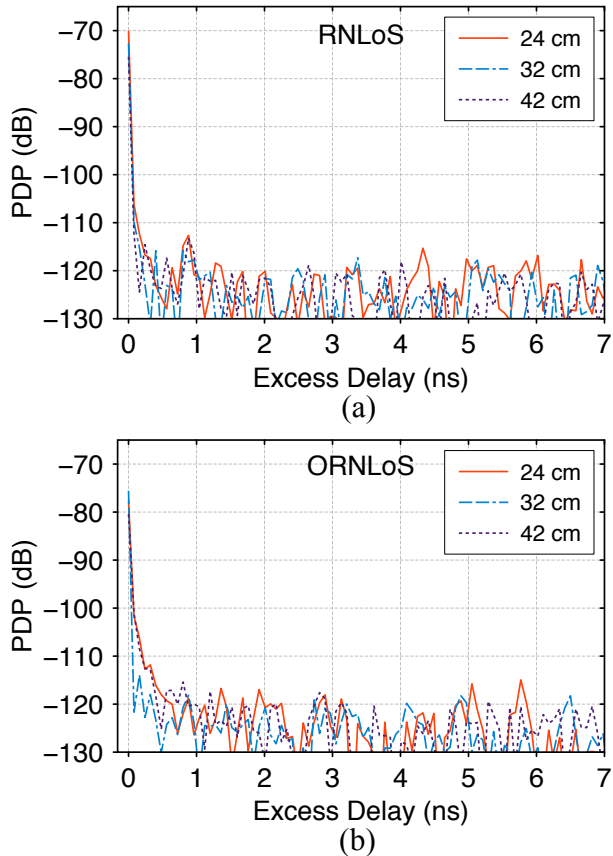 RNLoS
24 cm
32 cm
42 cm
PDP (dB)
−70
−80
−90
−100
−110
−120
−130
0 1 2 3 4 5 6 7
Excess Delay (ns)
(a)
ORNLoS
24 cm
32 cm
42 cm
PDP (dB)
−70
−80
−90
−100
−110
−120
−130
0 1 2 3 4 5 6 7
Excess Delay (ns)
(b)